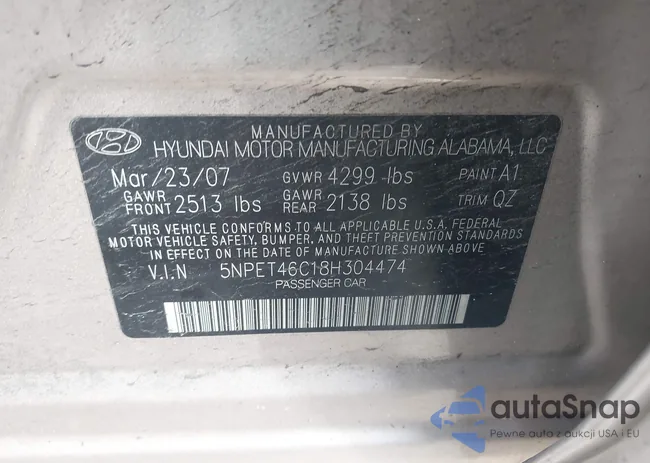 MANUFACTURED BY
HYUNDAI MOTOR MANUFACTURING ALABAMA, LLC
Mar/23/07 GVWR 4299 lbs PAINT A1
GAWR FRONT 2513 lbs GAWR REAR 2138 lbs TRIM QZ
THIS VEHICLE CONFORMS TO ALL APPLICABLE U.S.A. FEDERAL
MOTOR VEHICLE SAFETY, BUMPER, AND THEFT PREVENTION STANDARDS
IN EFFECT ON THE DATE OF MANUFACTURE SHOWN ABOVE.
V.I.N 5NPET46C18H304474
PASSENGER CAR
autaSnap
Pewne auto z aukcji USA i EU